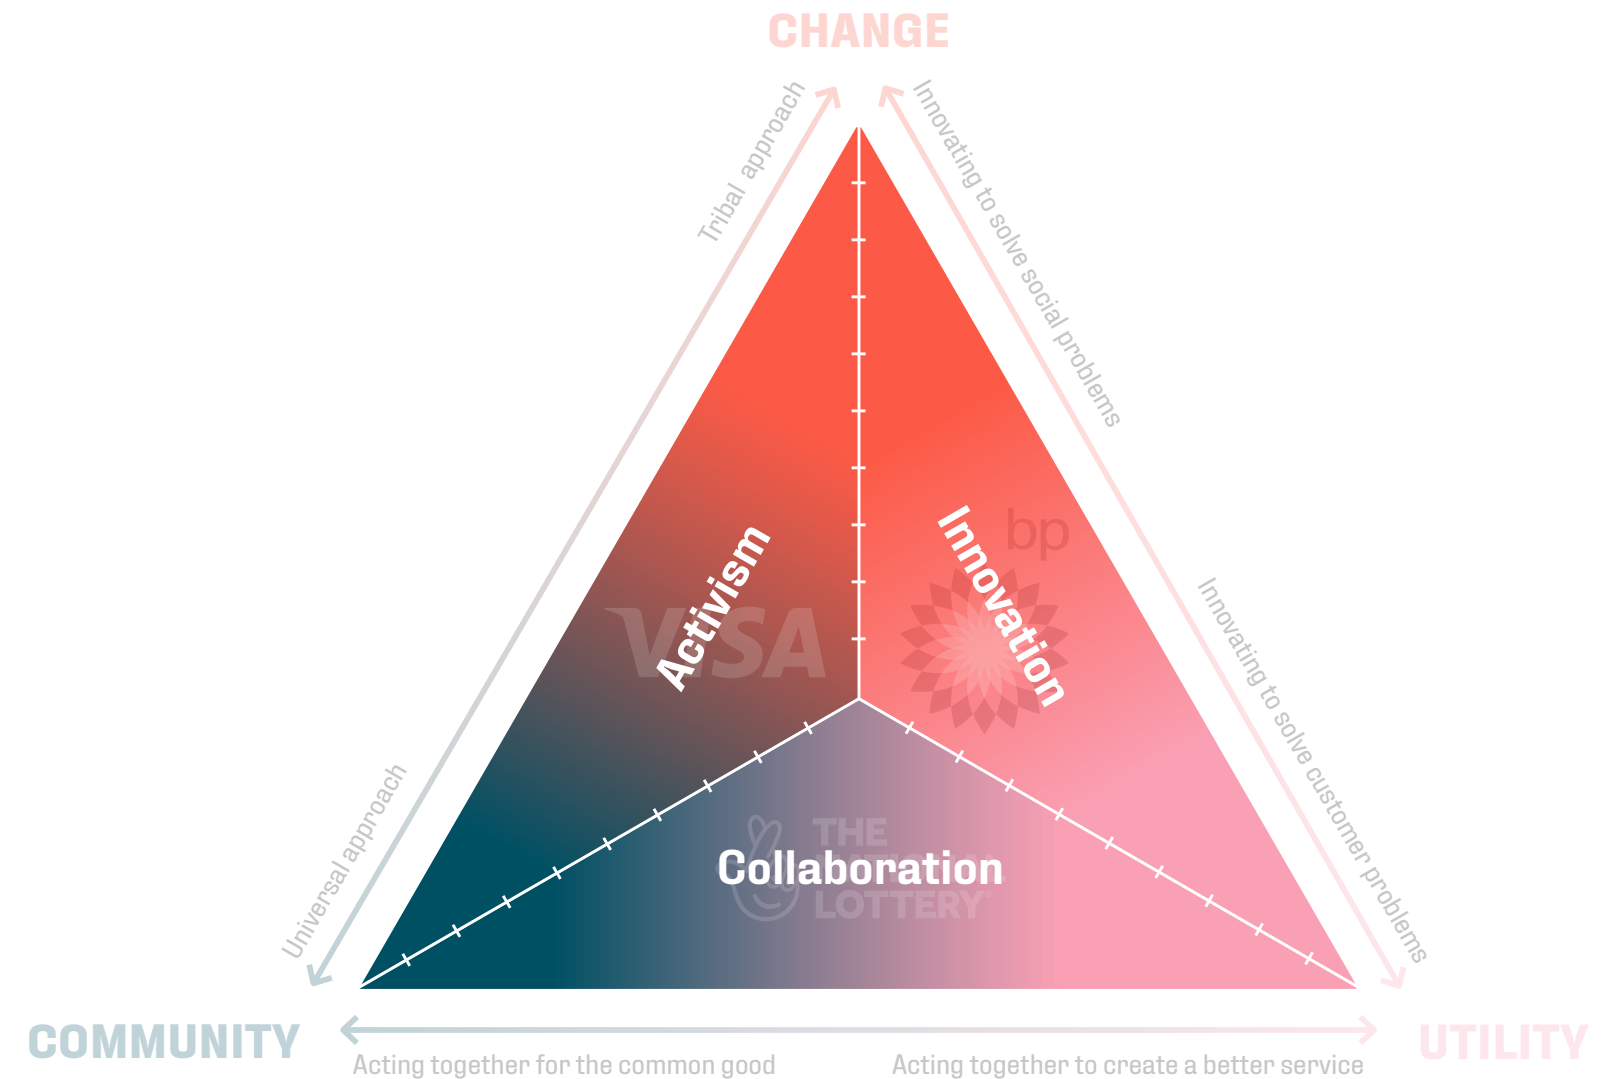 CHANGE
Tribal approach
Innovating to solve social problems
bp
Innovation
Activism
VISA
Innovating to solve customer problems
Universal approach
THE
Collaboration
LOTTERY
COMMUNITY
UTILITY
Acting together for the common good
Acting together to create a better service